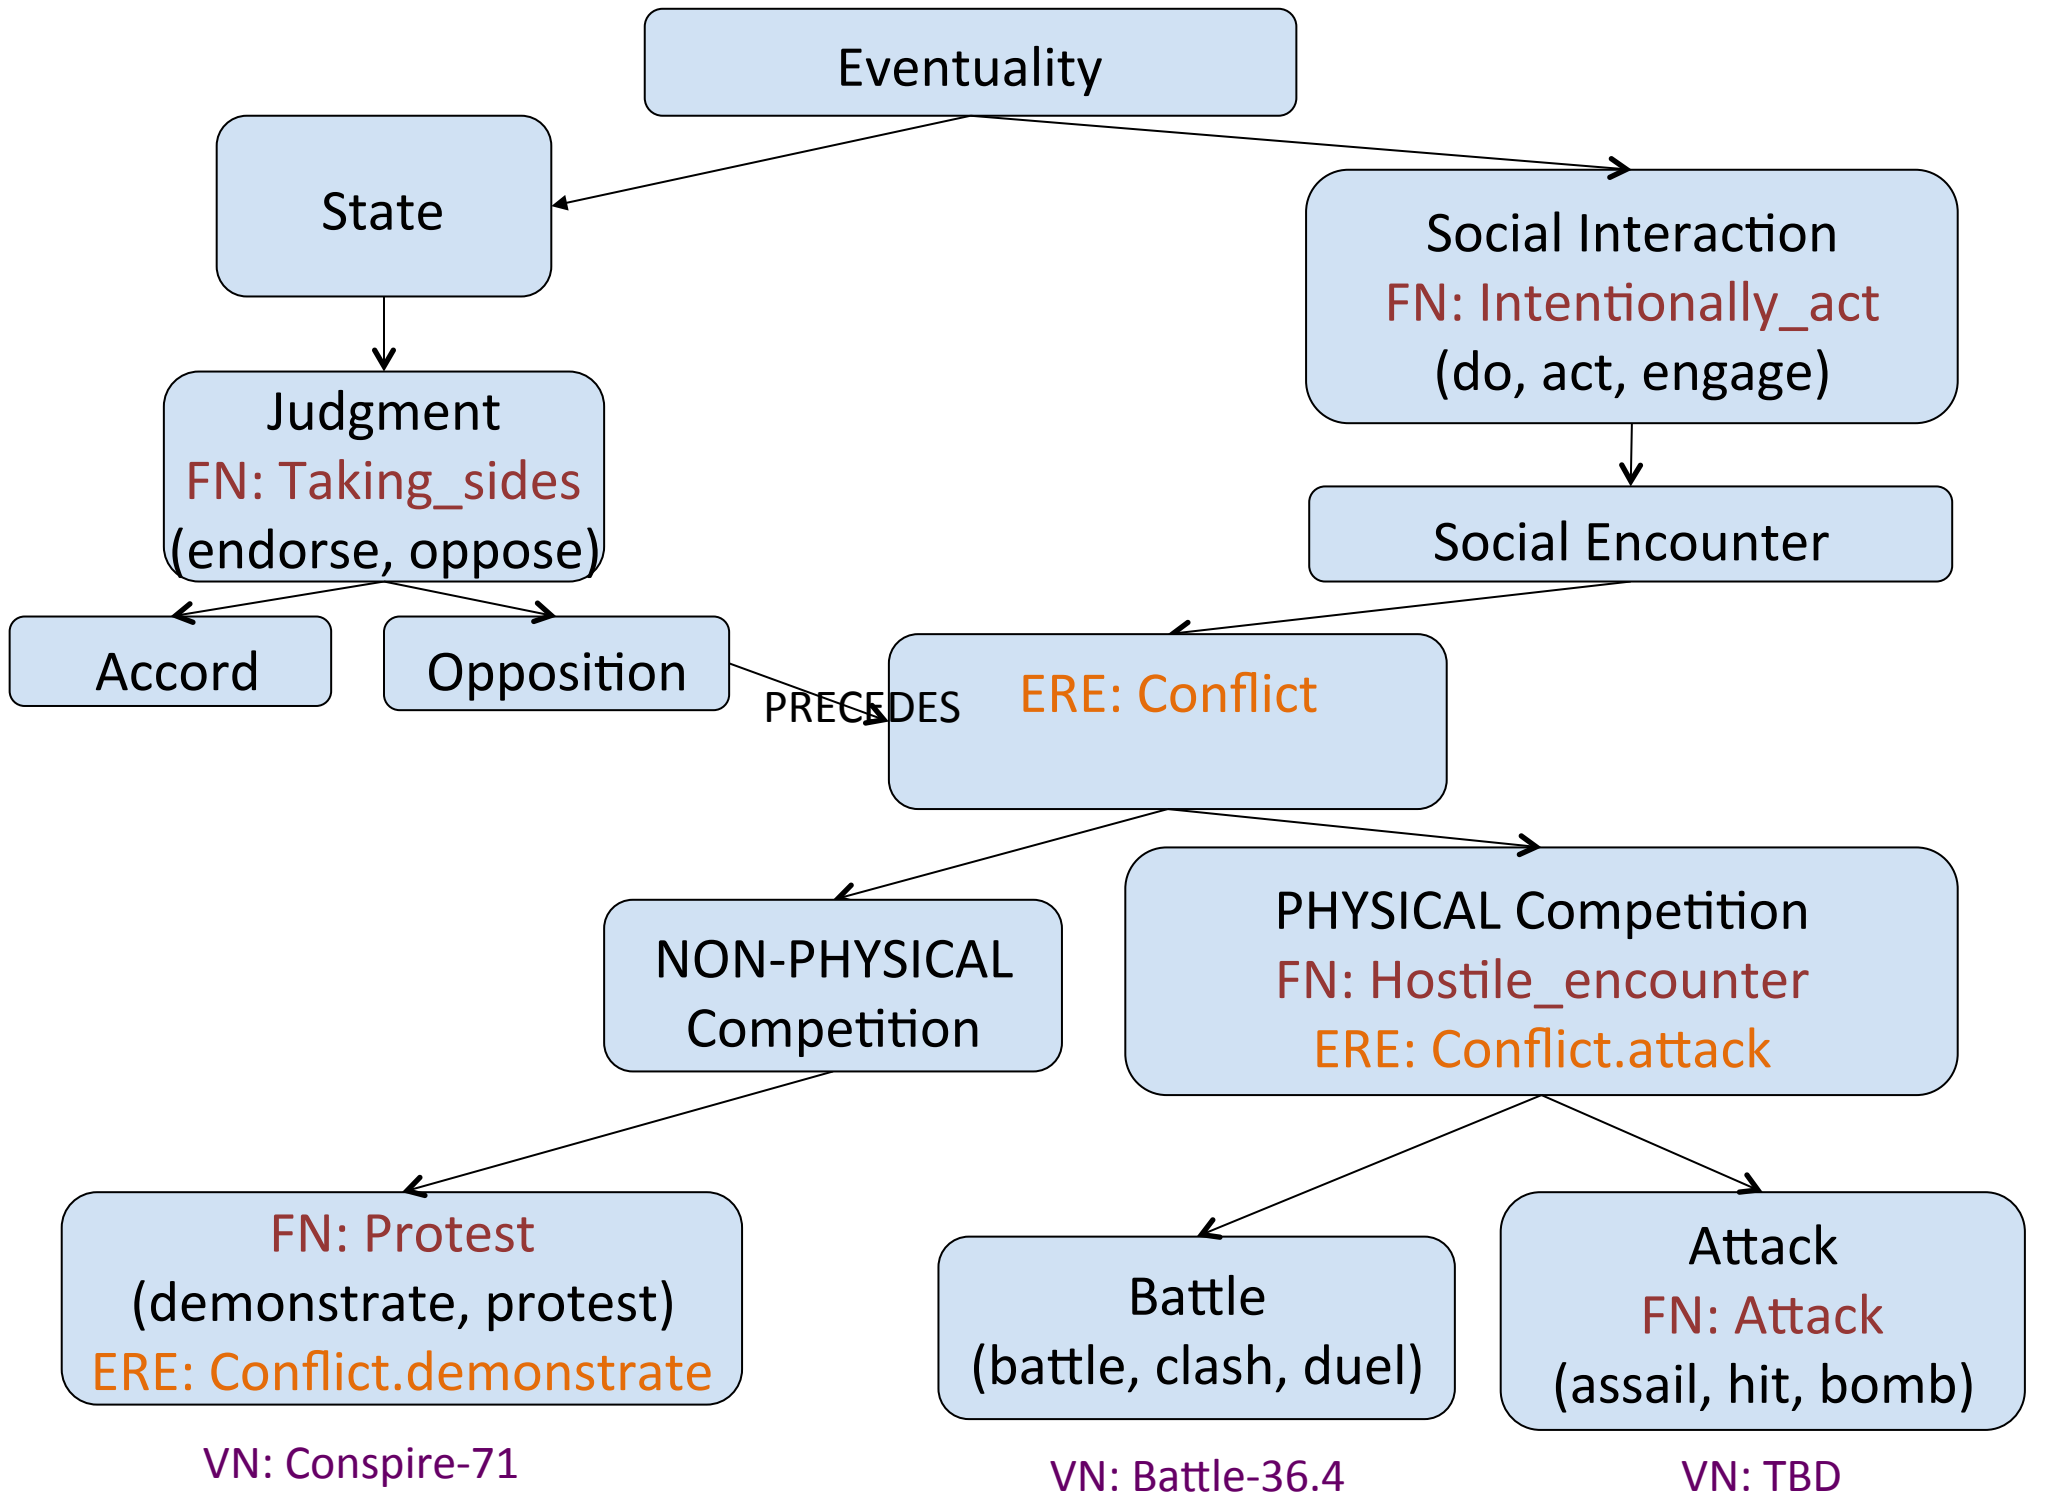 Eventuality
State
Social Interaction
FN: Intentionally_act
(do, act, engage)
Judgment
FN: Taking_sides
(endorse, oppose)
Social Encounter
Accord
Opposition
PRECEDES
ERE: Conflict
NON-PHYSICAL
Competition
PHYSICAL Competition
FN: Hostile_encounter
ERE: Conflict.attack
FN: Protest
(demonstrate, protest)
ERE: Conflict.demonstrate
Battle
(battle, clash, duel)
Attack
FN: Attack
(assail, hit, bomb)
VN: Conspire-71
VN: Battle-36.4
VN: TBD